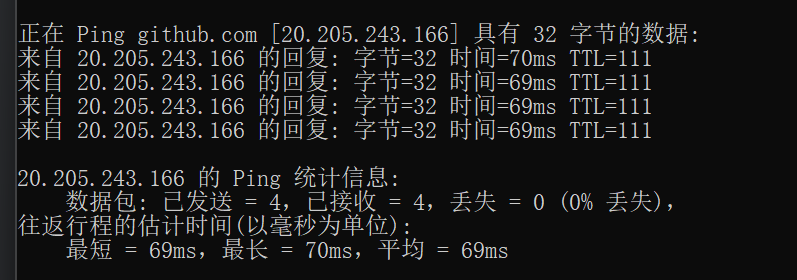 正在 Ping github.com [20.205.243.166] 具有 32 字节的数据:
来自 20.205.243.166 的回复: 字节=32 时间=70ms TTL=111
来自 20.205.243.166 的回复: 字节=32 时间=69ms TTL=111
来自 20.205.243.166 的回复: 字节=32 时间=69ms TTL=111
来自 20.205.243.166 的回复: 字节=32 时间=69ms TTL=111
20.205.243.166 的 Ping 统计信息:
数据包: 已发送 = 4，已接收 = 4，丢失 = 0 (0% 丢失)，
往返行程的估计时间(以毫秒为单位):
最短 = 69ms，最长 = 70ms，平均 = 69ms